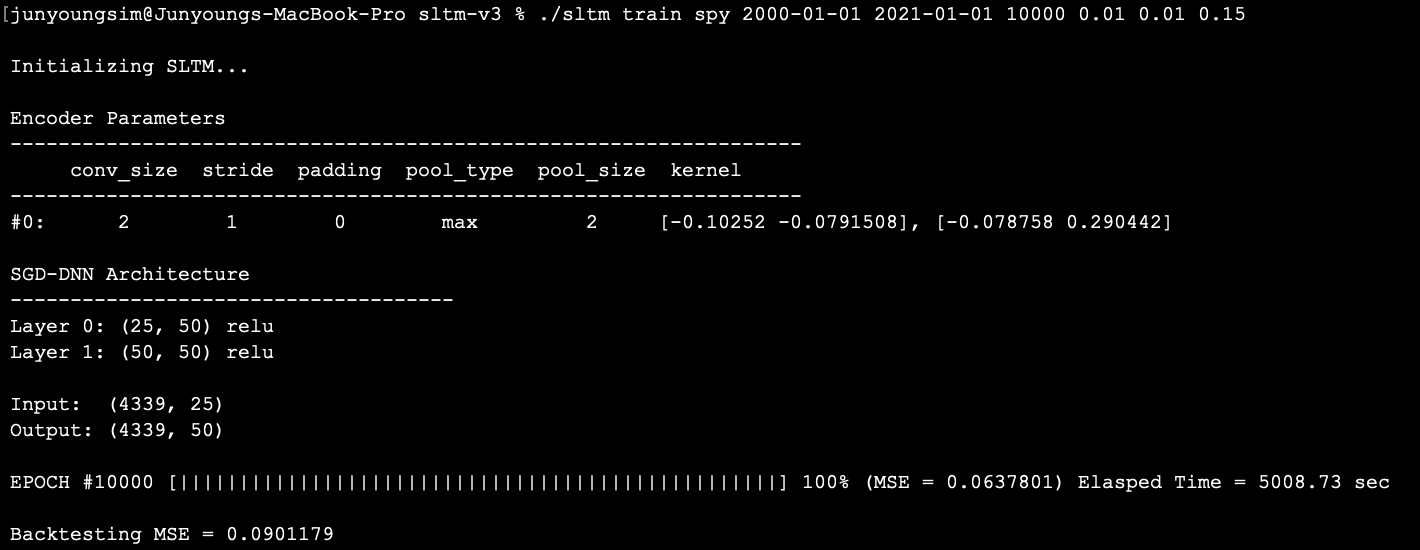 [junyoungsim@Junyoungs-MacBook-Pro sltm-v3 % ./sltm train spy 2000-01-01 2021-01-01 10000 0.01 0.01 0.15
Initializing SLTM...
Encoder Parameters
------------------------------------------------------------------
conv_size stride padding pool_type pool_size kernel
------------------------------------------------------------------
#0: 2 1 0 max 2 [-0.10252 -0.0791508], [-0.078758 0.290442]
SGD-DNN Architecture
-------------------------------------
Layer 0: (25, 50) relu
Layer 1: (50, 50) relu
Input: (4339, 25)
Output: (4339, 50)
EPOCH #10000 [||||||||||||||||||||||||||||||||||||||||||||||||||] 100% (MSE = 0.0637801) Elasped Time = 5008.73 sec
Backtesting MSE = 0.0901179